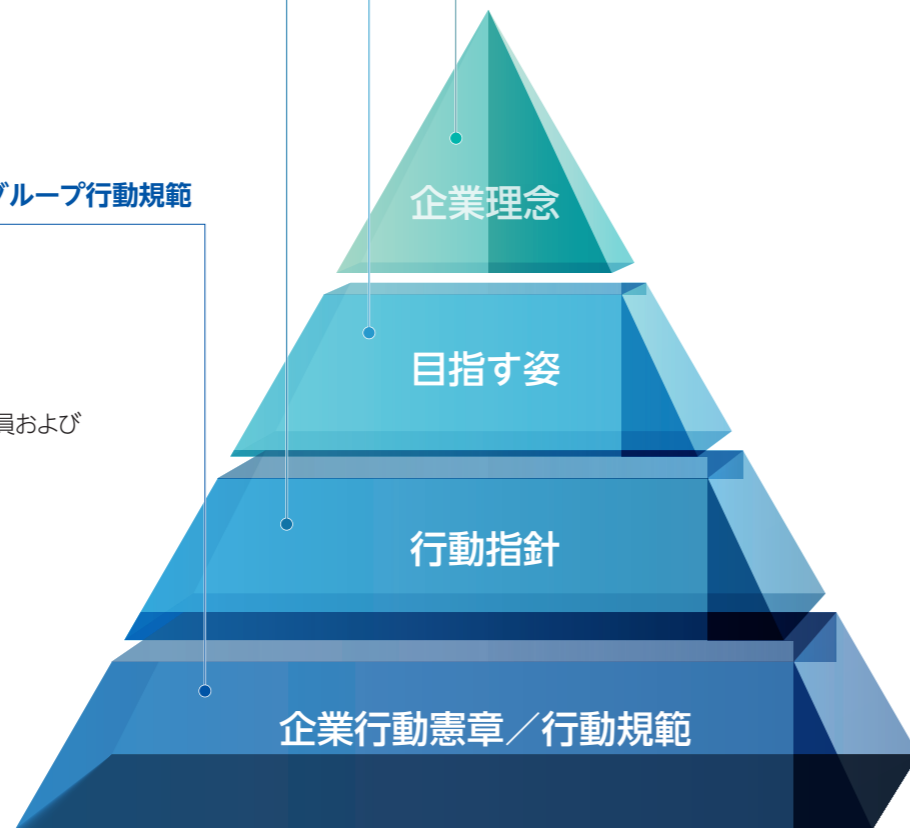 企業理念
グループ行動規範
目指す姿
員および
行動指針
企業行動憲章／行動規範